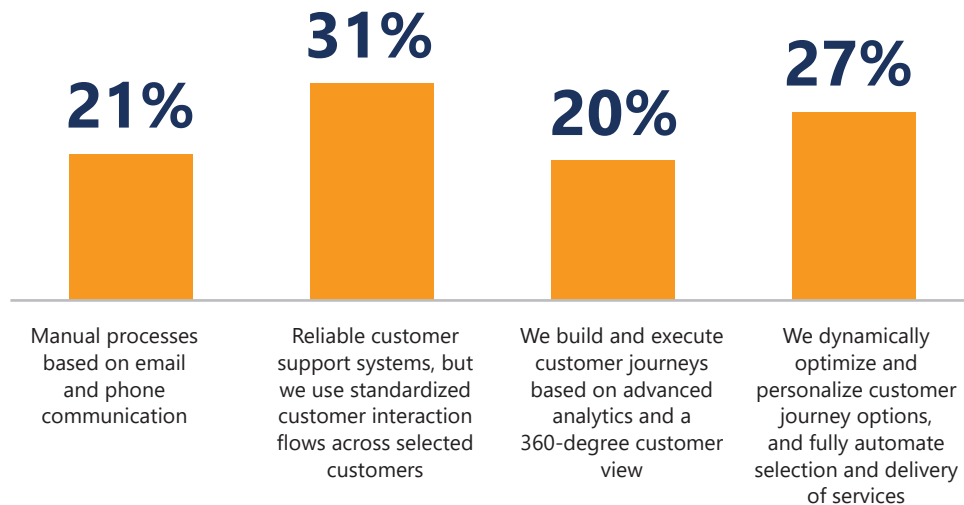 21%
31%
20%
27%
Manual processes
based on email
and phone
communication
Reliable customer
support systems, but
we use standardized
customer interaction
flows across selected
customers
We build and execute
customer journeys
based on advanced
analytics and a
360-degree customer
view
We dynamically
optimize and
personalize customer
journey options,
and fully automate
selection and delivery
of services